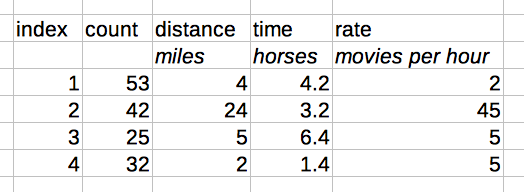 index count distance time rate
miles horses movies per hour
1 53 4 4.2 2
2 42 24 3.2 45
3 25 5 6.4 5
4 32 2 1.4 5